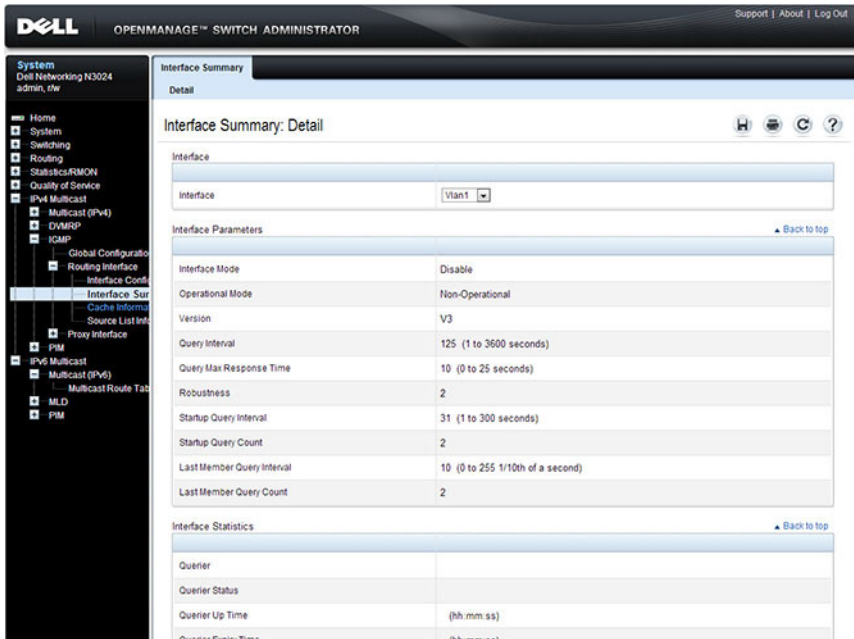 Support | About | Log Out
DELL OPENMANAGE™ SWITCH ADMINISTRATOR
System
Dell Networking N3024
admin, r/w
Home
System
Switching
Routing
Statistics/RMON
Quality of Service
IPv4 Multicast
Multicast (IPv4)
DVMRP
IGMP
Global Configuratio
Routing Interface
Interface Confi
Interface Sur
Cache Informat
Source List Info
Proxy Interface
PIM
IPv6 Multicast
Multicast (IPv6)
Multicast Route Tab
MLD
PIM
Interface Summary
Detail
Interface Summary: Detail
Interface
Interface Vlan1
Interface Parameters Back to top
Interface Mode Disable
Operational Mode Non-Operational
Version V3
Query Interval 125 (1 to 3600 seconds)
Query Max Response Time 10 (0 to 25 seconds)
Robustness 2
Startup Query Interval 31 (1 to 300 seconds)
Startup Query Count 2
Last Member Query Interval 10 (0 to 255 1/10th of a second)
Last Member Query Count 2
Interface Statistics Back to top
Querier
Querier Status
Querier Up Time (hh:mm:ss)
Querier Expiry Time (hh:mm:ss)